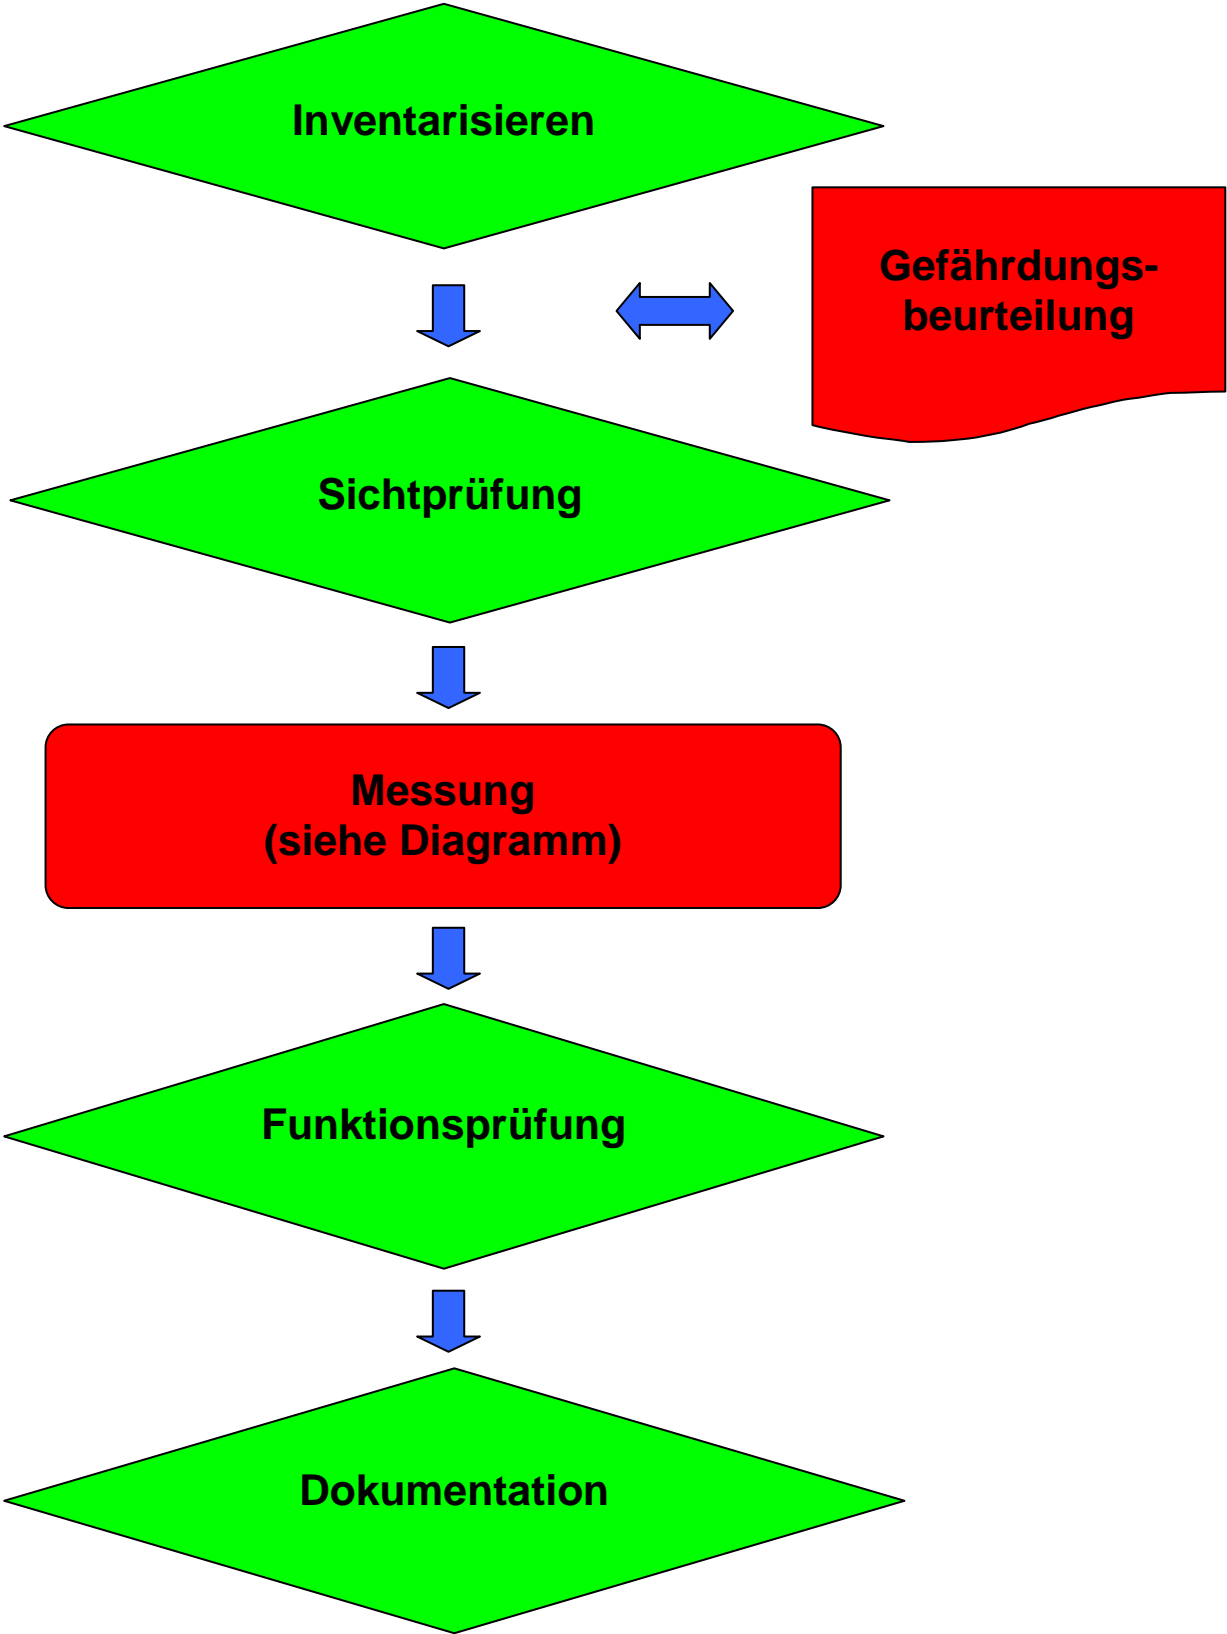 Inventarisieren
Gefährdungs-
beurteilung
Sichtprüfung
Messung
(siehe Diagramm)
Funktionsprüfung
Dokumentation